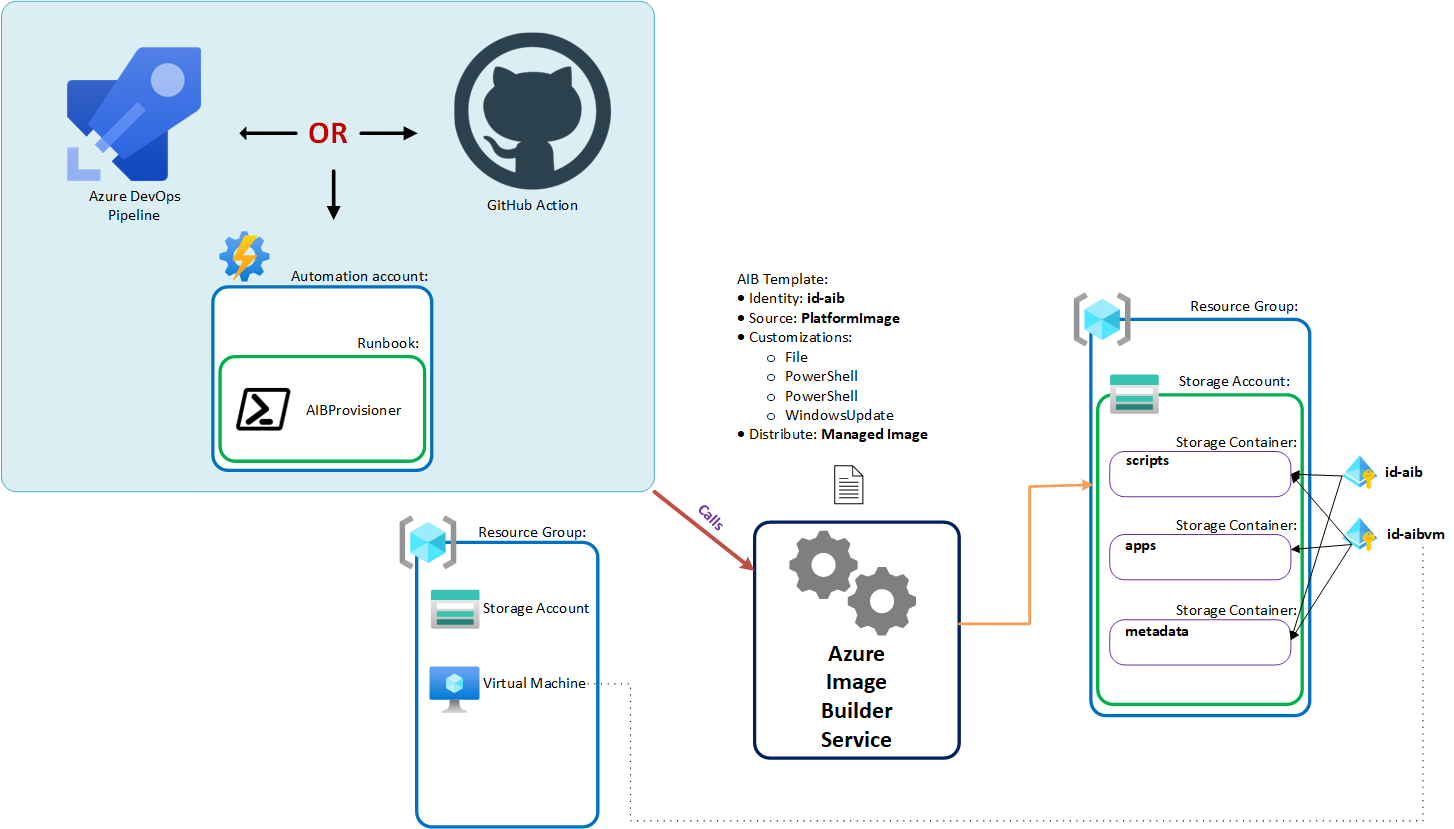 OR
Azure DevOps
Pipeline
GitHub Action
Automation account:
Runbook:
AIBProvisioner
AIB Template:
• Identity: id-aib
• Source: PlatformImage
• Customizations:
o File
o PowerShell
o PowerShell
o WindowsUpdate
• Distribute: Managed Image
Calls
Azure
Image
Builder
Service
Resource Group:
Storage Account
Virtual Machine
Resource Group:
Storage Account:
Storage Container:
scripts
Storage Container:
apps
Storage Container:
metadata
id-aib
id-aibvm